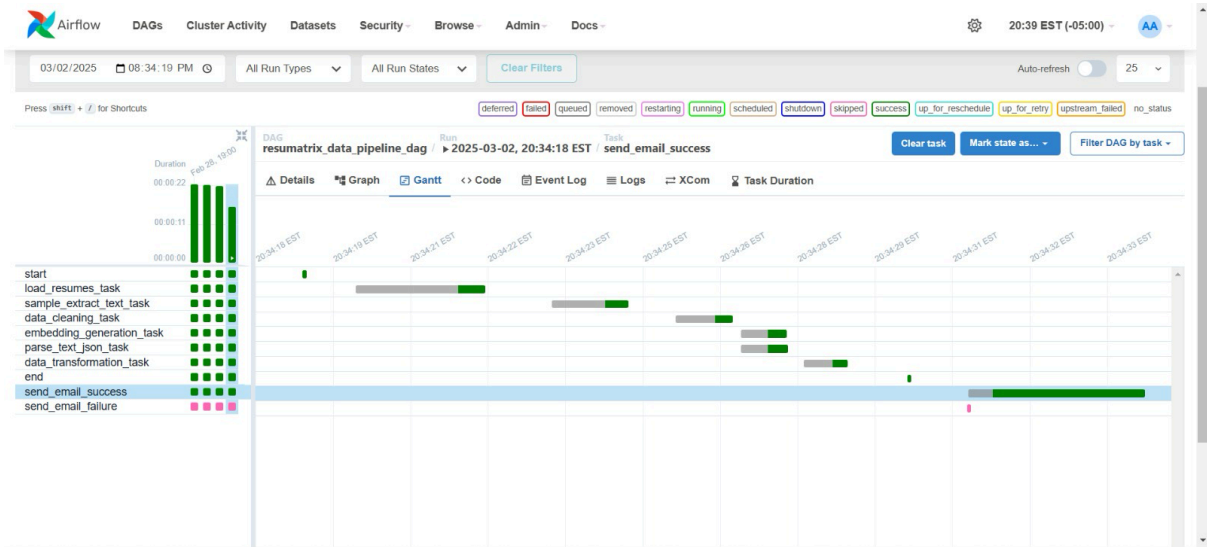 Airflow DAGs Cluster Activity Datasets Security Browse Admin Docs 20:39 EST (-05:00) AA
03/02/2025 08:34:19 PM All Run Types All Run States Clear Filters Auto-refresh 25
Press shift + / for Shortcuts deferred failed queued removed restarting running scheduled shutdown skipped success up_for_reschedule up_for_retry upstream_failed no_status
DAG Run Task
resumatrix_data_pipeline_dag / 2025-03-02, 20:34:18 EST / send_email_success Clear task Mark state as... Filter DAG by task
Duration Feb 28, 19:00
00:00:22 Details Graph Gantt Code Event Log Logs XCom Task Duration
00:00:11
00:00:00 20:34:18 EST 20:34:19 EST 20:34:21 EST 20:34:22 EST 20:34:23 EST 20:34:25 EST 20:34:26 EST 20:34:28 EST 20:34:29 EST 20:34:31 EST 20:34:32 EST 20:34:33 EST
start
load_resumes_task
sample_extract_text_task
data_cleaning_task
embedding_generation_task
parse_text_json_task
data_transformation_task
end
send_email_success
send_email_failure